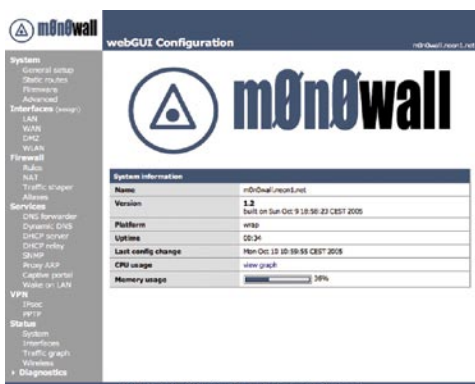 m0n0wall
webGUI Configuration
m0n0wall.neon1.net
System
General setup
Static routes
Firmware
Advanced
Interfaces (assign)
LAN
WAN
DMZ
WLAN
Firewall
Rules
NAT
Traffic shaper
Aliases
Services
DNS forwarder
Dynamic DNS
DHCP server
DHCP relay
SNMP
Proxy ARP
Captive portal
Wake on LAN
VPN
IPsec
PPTP
Status
System
Interfaces
Traffic graph
Wireless
Diagnostics
m0n0wall
System information
Name m0n0wall.neon1.net
Version 1.2
built on Sun Oct 9 18:58:23 CEST 2005
Platform wrap
Uptime 00:34
Last config change Mon Oct 10 10:59:55 CEST 2005
CPU usage view graph
Memory usage 36%